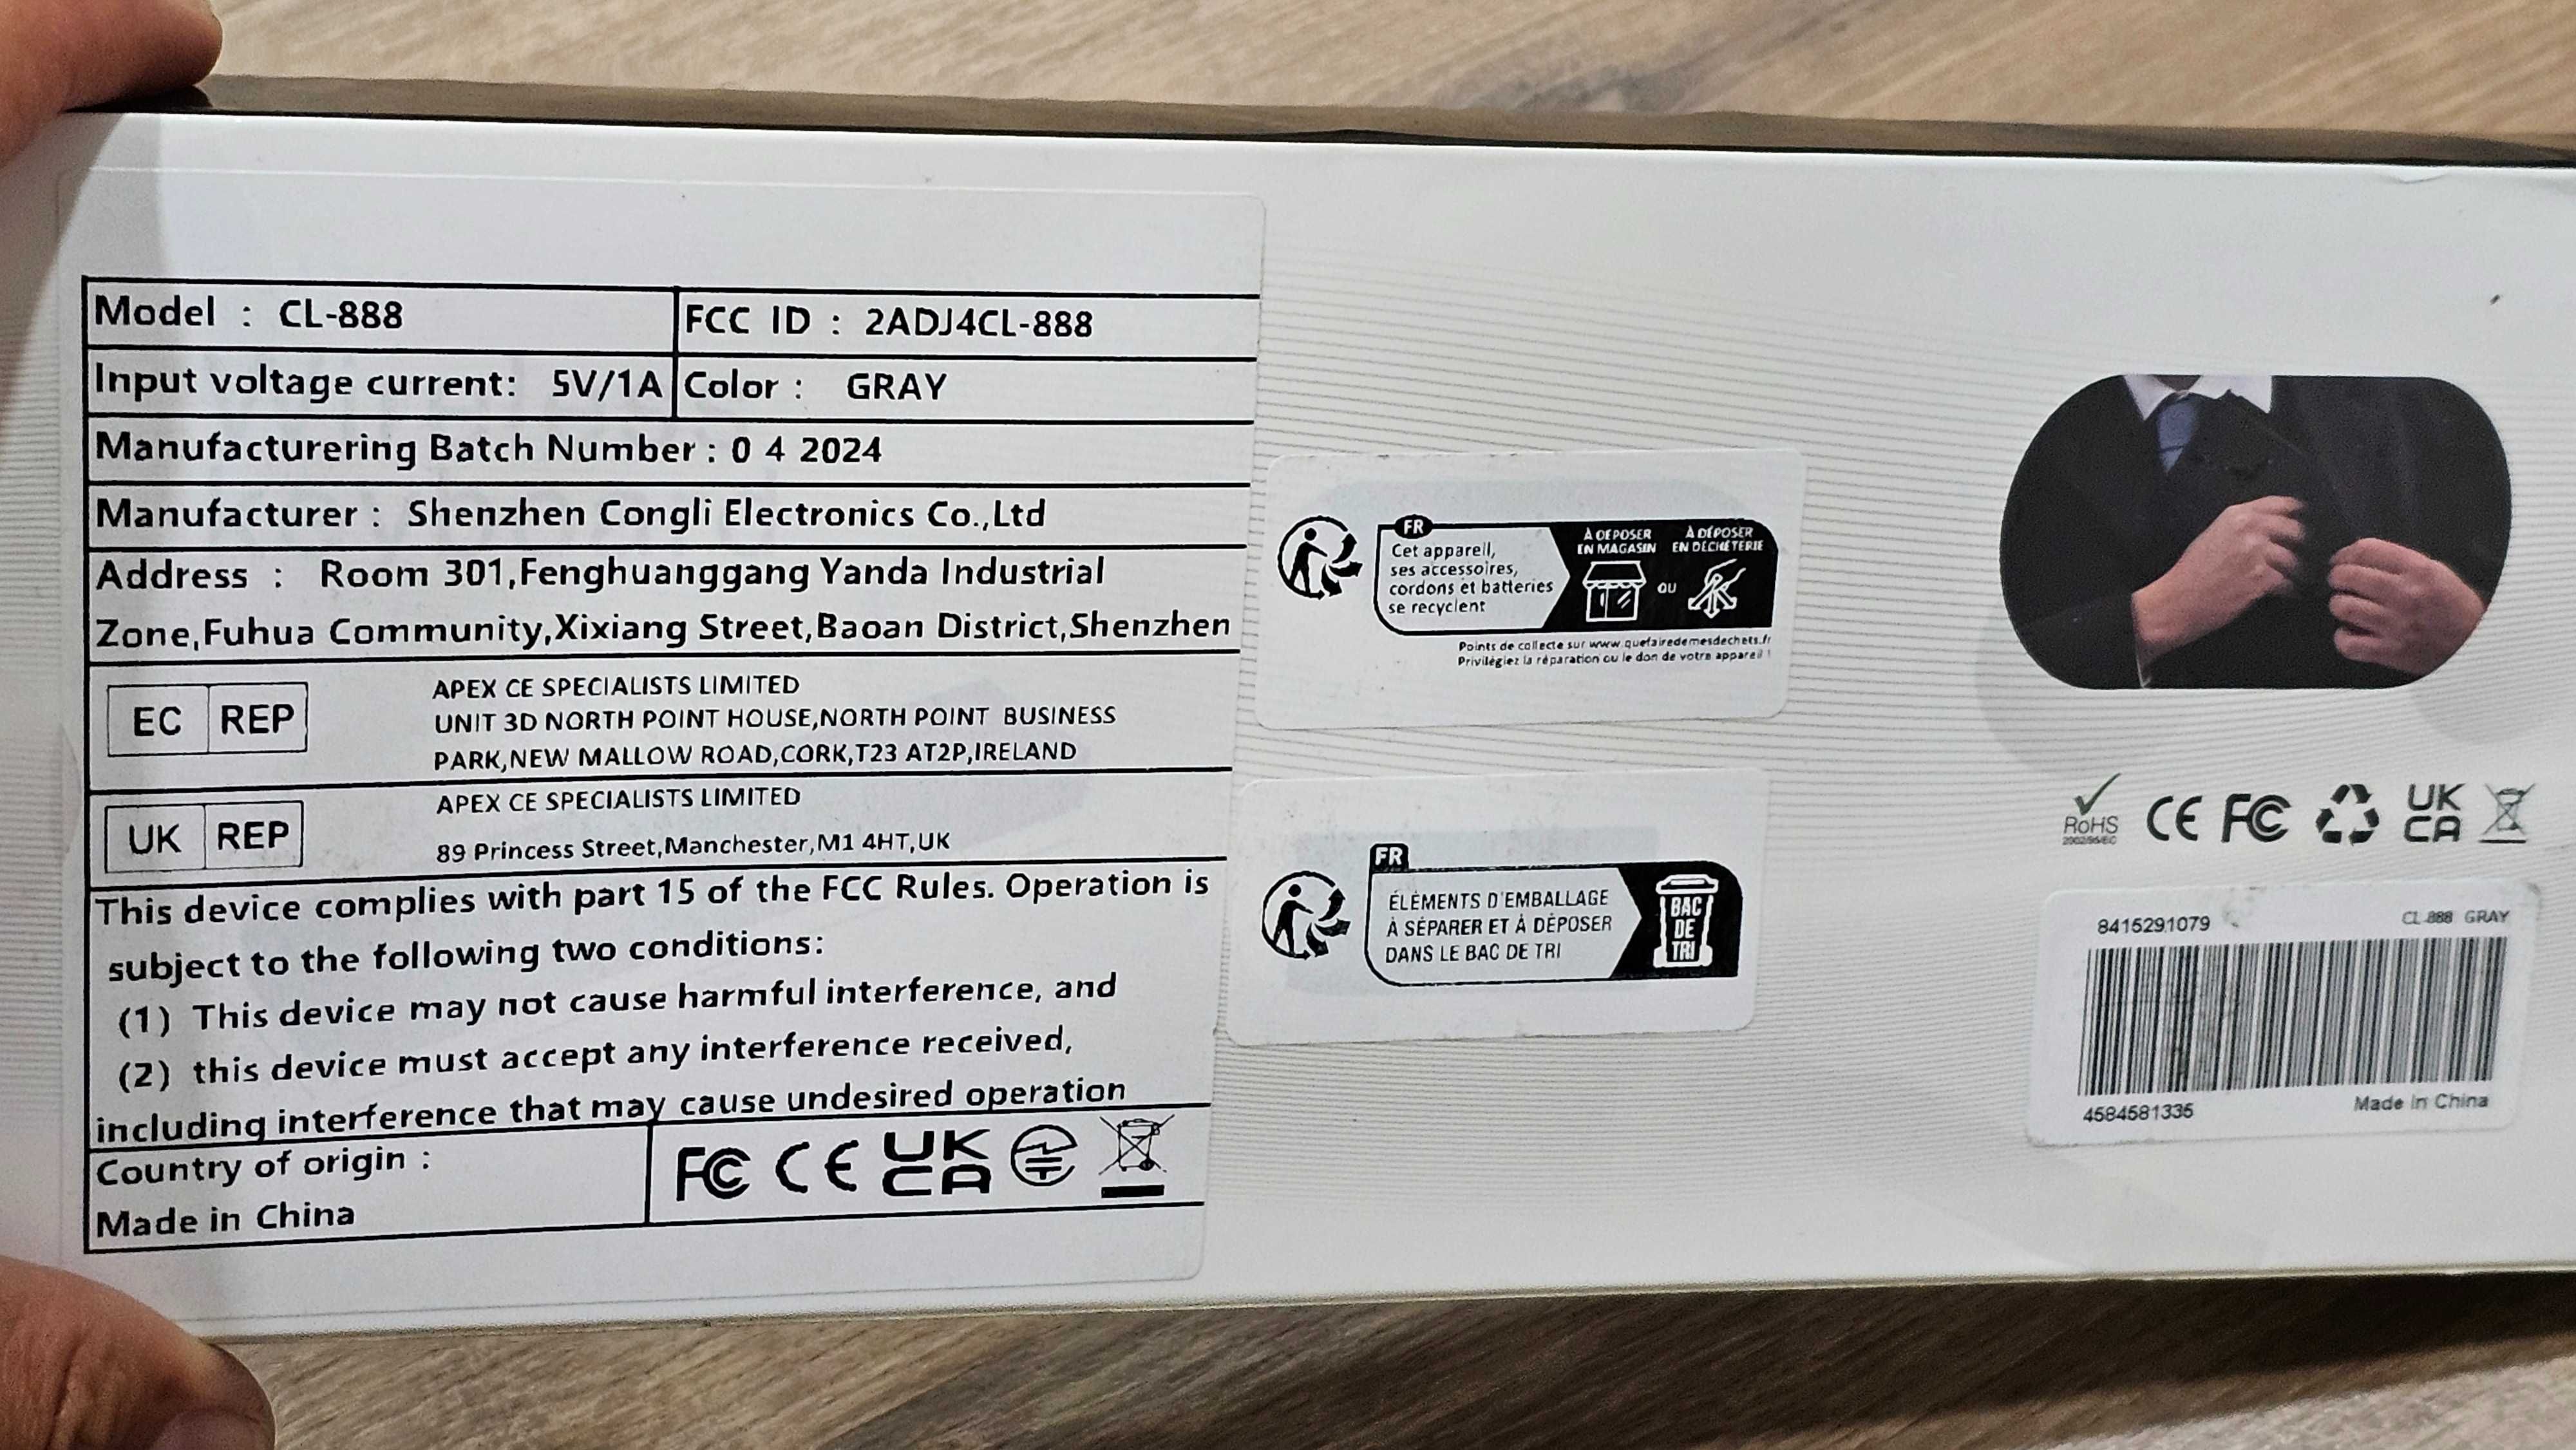 Model : CL-888
FCC ID : 2ADJ4CL-888
Input voltage current: 5V/1A
Color : GRAY
Manufacturering Batch Number : 0 4 2024
Manufacturer : Shenzhen Congli Electronics Co.,Ltd
Address : Room 301,Fenghuanggang Yanda Industrial
Zone,Fuhua Community,Xixiang Street,Baoan District,Shenzhen
EC REP
APEX CE SPECIALISTS LIMITED
UNIT 3D NORTH POINT HOUSE,NORTH POINT BUSINESS
PARK,NEW MALLOW ROAD,CORK,T23 AT2P,IRELAND
UK REP
APEX CE SPECIALISTS LIMITED
89 Princess Street,Manchester,M1 4HT,UK
This device complies with part 15 of the FCC Rules. Operation is
subject to the following two conditions:
(1) This device may not cause harmful interference, and
(2) this device must accept any interference received,
including interference that may cause undesired operation
Country of origin :
Made in China
FC CE UK
CA
FR
Cet appareil,
ses accessoires,
cordons et batteries
se recyclent
À DÉPOSER
EN MAGASIN
OU
À DÉPOSER
EN DÉCHÈTERIE
Points de collecte sur www.quefairedemesdechets.fr
Privilégiez la réparation ou le don de votre appareil !
FR
ÉLÉMENTS D'EMBALLAGE
À SÉPARER ET À DÉPOSER
DANS LE BAC DE TRI
BAC
DE
TRI
RoHS
2002/95/EC
CE FC UK
CA
8415291079
CL-888 GRAY
4584581335
Made in China